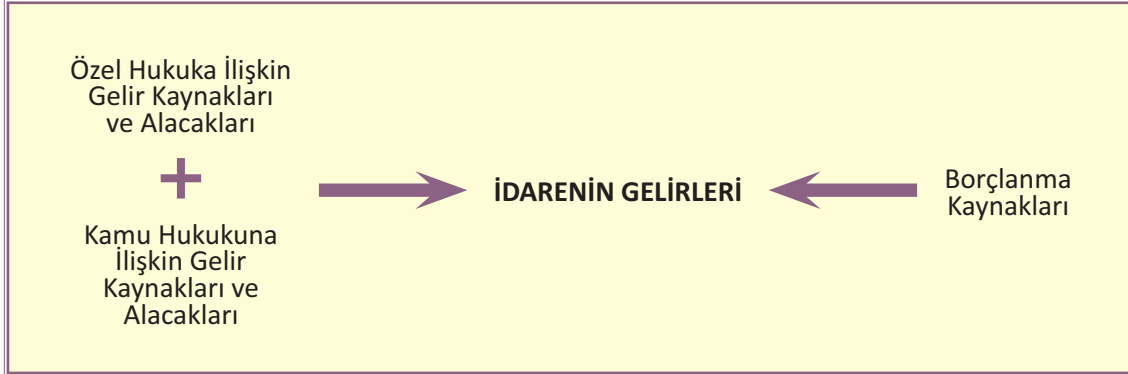 Özel Hukuka İlişkin
Gelir Kaynakları
ve Alacakları
+
Kamu Hukukuna
İlişkin Gelir
Kaynakları ve
Alacakları
İDARENİN GELİRLERİ
Borçlanma
Kaynakları